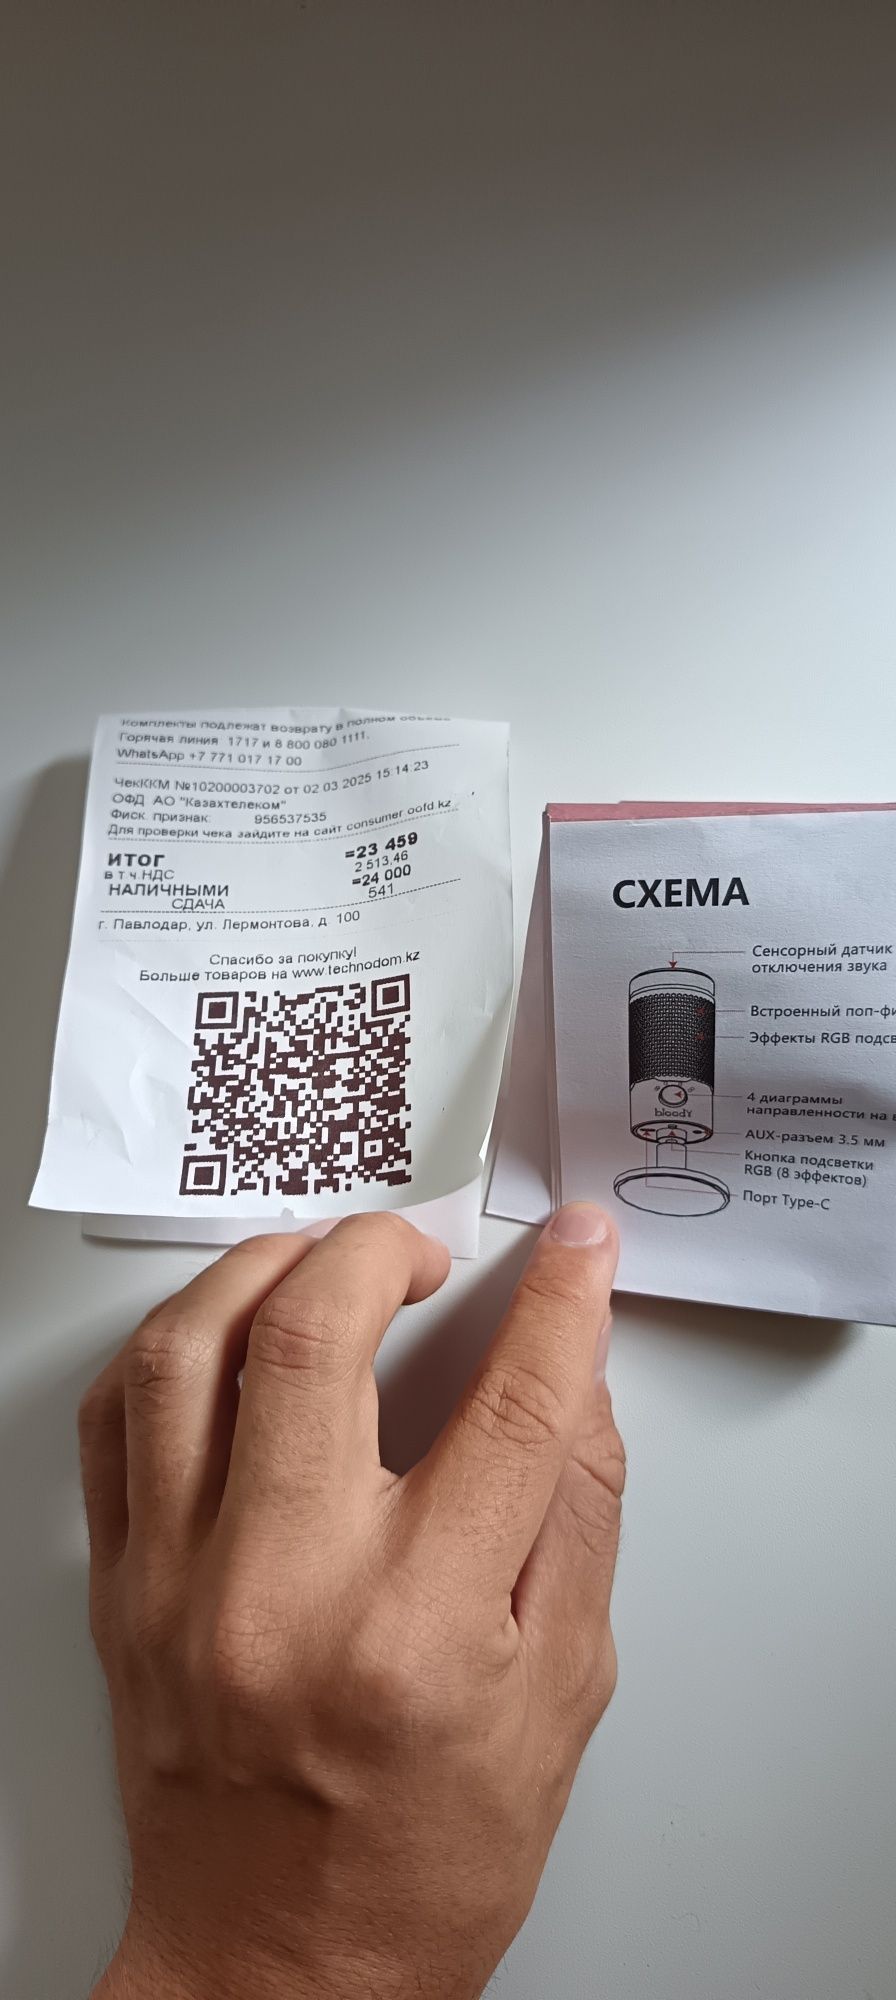 Комплекты подлежат возврату в полном объеме
Горячая линия 1717 и 8 800 080 1111.
WhatsApp +7 771 017 17 00
ЧекККМ №10200003702 от 02 03 2025 15:14:23
ОФД АО "Казахтелеком"
Фиск. признак: 956537535
Для проверки чека зайдите на сайт consumer oofd kz
ИТОГ =23 459
в т.ч.НДС 2 513.46
НАЛИЧНЫМИ =24 000
СДАЧА 541
г. Павлодар, ул. Лермонтова, д. 100
Спасибо за покупку!
Больше товаров на www.technodom.kz
СХЕМА
Сенсорный датчик
отключения звука
Встроенный поп-фи
Эффекты RGB подсв
4 диаграммы
направленности на в
bloody
AUX-разъем 3.5 мм
Кнопка подсветки
RGB (8 эффектов)
Порт Type-C